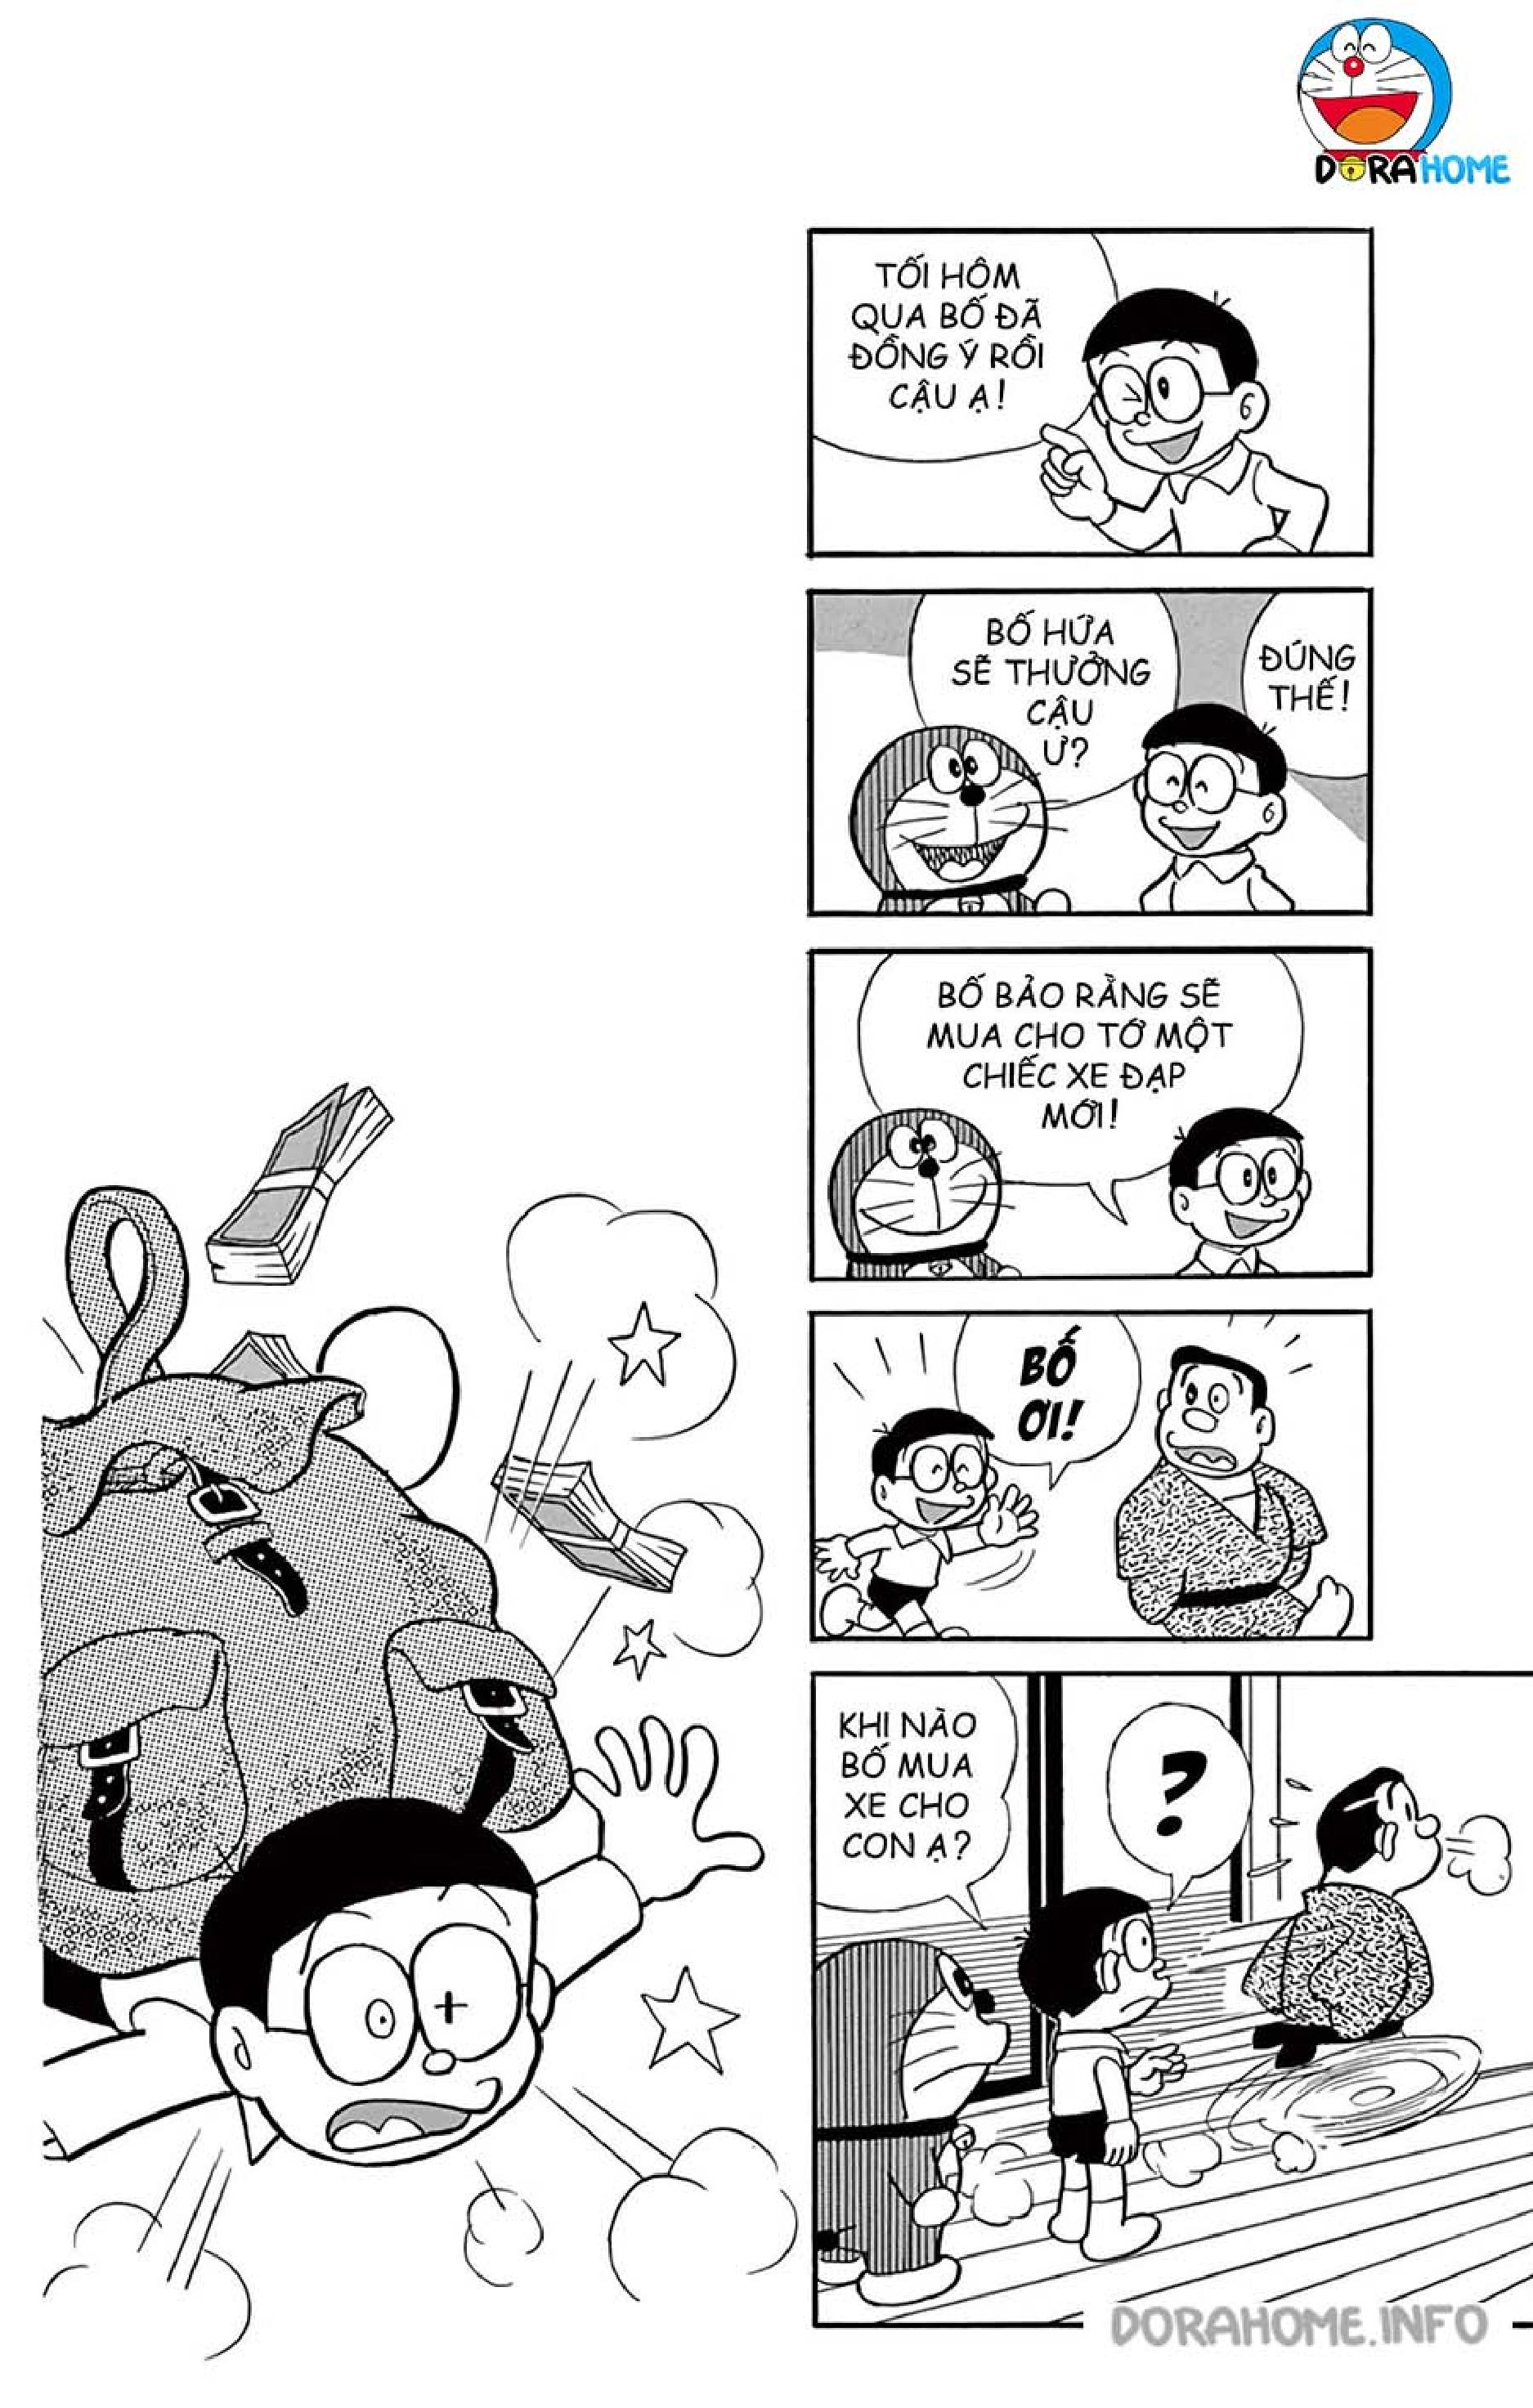 DORAHOME
TỐI HÔM
QUA BỐ ĐÃ
ĐỒNG Ý RỒI
CẬU Ạ!
BỐ HỨA
SẼ THƯỞNG
CẬU
Ư?
ĐÚNG
THẾ!
BỐ BẢO RẰNG SẼ
MUA CHO TỚ MỘT
CHIẾC XE ĐẠP
MỚI!
BỐ
ƠI!
KHI NÀO
BỐ MUA
XE CHO
CON Ạ?
?
DORAHOME.INFO